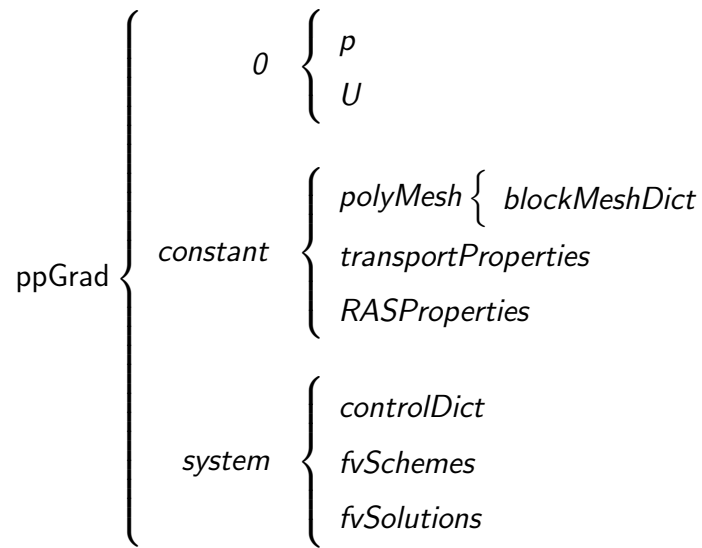 0
p
U
polyMesh { blockMeshDict
constant
transportProperties
ppGrad
RASProperties
controlDict
system
fvSchemes
fvSolutions